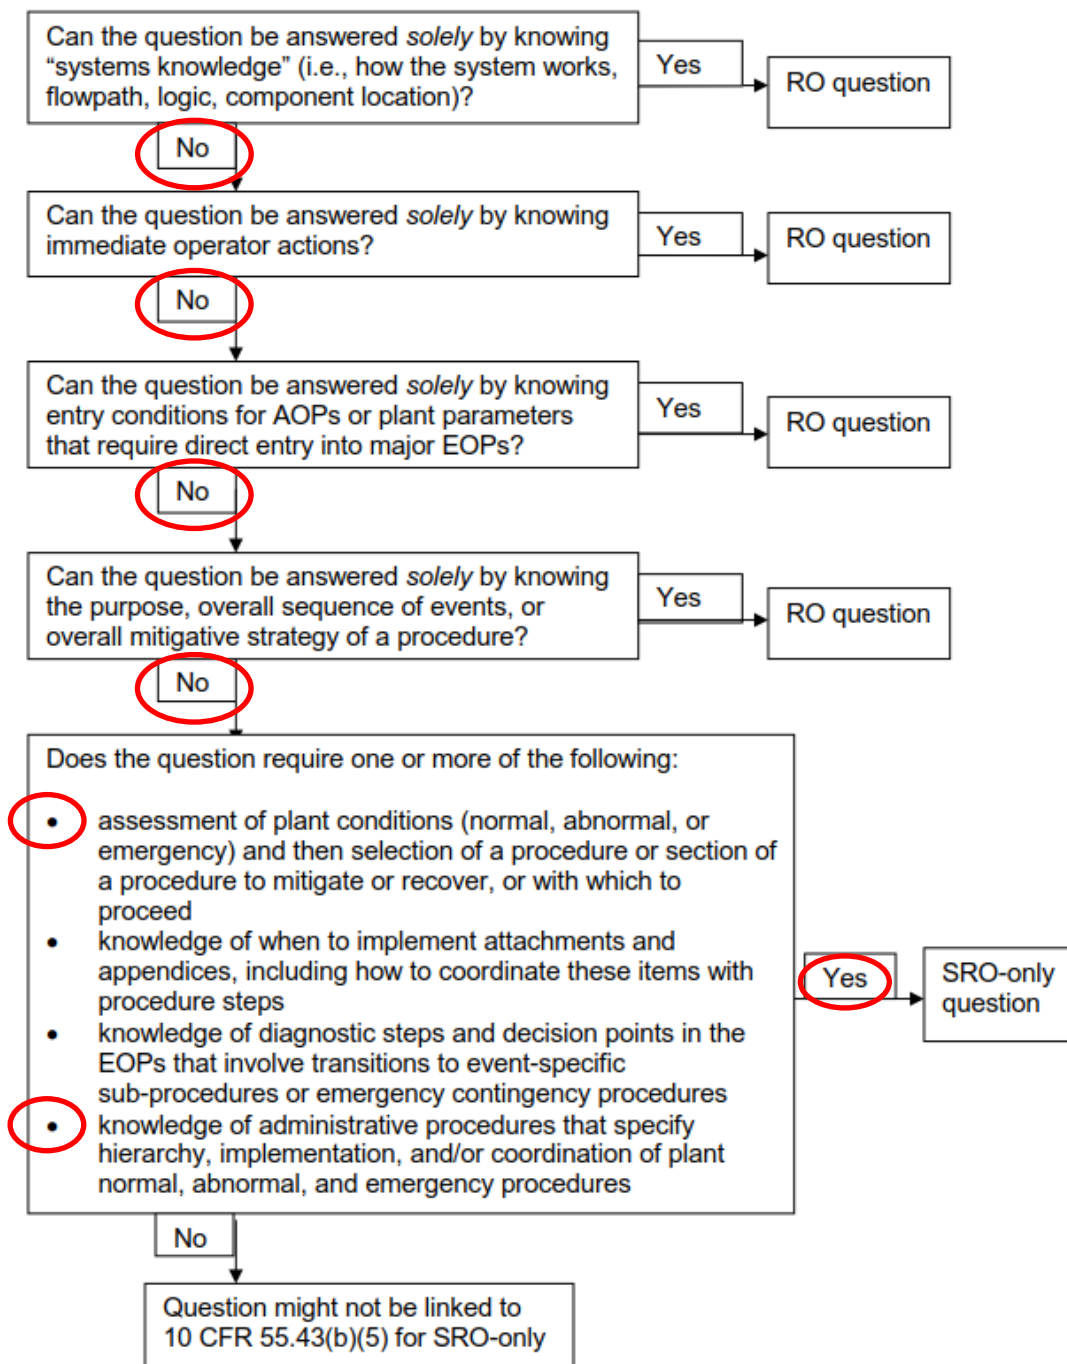 Can the question be answered solely by knowing
“systems knowledge” (i.e., how the system works,
flowpath, logic, component location)?
Yes
RO question
No
Can the question be answered solely by knowing
immediate operator actions?
Yes
RO question
No
Can the question be answered solely by knowing
entry conditions for AOPs or plant parameters
that require direct entry into major EOPs?
Yes
RO question
No
Can the question be answered solely by knowing
the purpose, overall sequence of events, or
overall mitigative strategy of a procedure?
Yes
RO question
No
Does the question require one or more of the following:
• assessment of plant conditions (normal, abnormal, or
emergency) and then selection of a procedure or section of
a procedure to mitigate or recover, or with which to
proceed
• knowledge of when to implement attachments and
appendices, including how to coordinate these items with
procedure steps
• knowledge of diagnostic steps and decision points in the
EOPs that involve transitions to event-specific
sub-procedures or emergency contingency procedures
• knowledge of administrative procedures that specify
hierarchy, implementation, and/or coordination of plant
normal, abnormal, and emergency procedures
Yes
SRO-only
question
No
Question might not be linked to
10 CFR 55.43(b)(5) for SRO-only